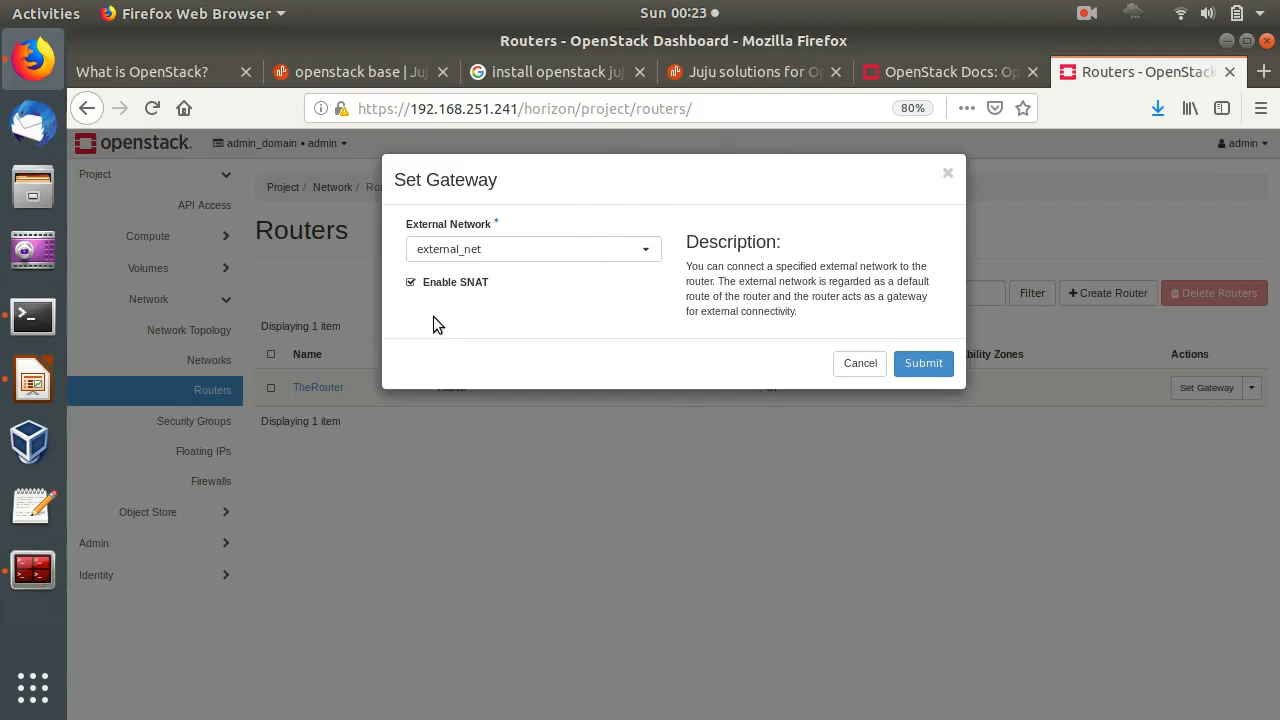 Activities
Firefox Web Browser
Sun 00:23
Routers - OpenStack Dashboard - Mozilla Firefox
What is OpenStack?
openstack base | Juj
install openstack juj
Juju solutions for Op
OpenStack Docs: Op
Routers - OpenStack
https://192.168.251.241/horizon/project/routers/
80%
openstack.
admin_domain • admin
admin
Project
API Access
Compute
Volumes
Network
Network Topology
Networks
Routers
Security Groups
Floating IPs
Firewalls
Object Store
Admin
Identity
Project / Network /
Routers
Filter
+ Create Router
Delete Routers
Displaying 1 item
Name
bility Zones
Actions
TheRouter
Set Gateway
Displaying 1 item
Set Gateway
×
External Network *
external_net
Enable SNAT
Description:
You can connect a specified external network to the
router. The external network is regarded as a default
route of the router and the router acts as a gateway
for external connectivity.
Cancel
Submit